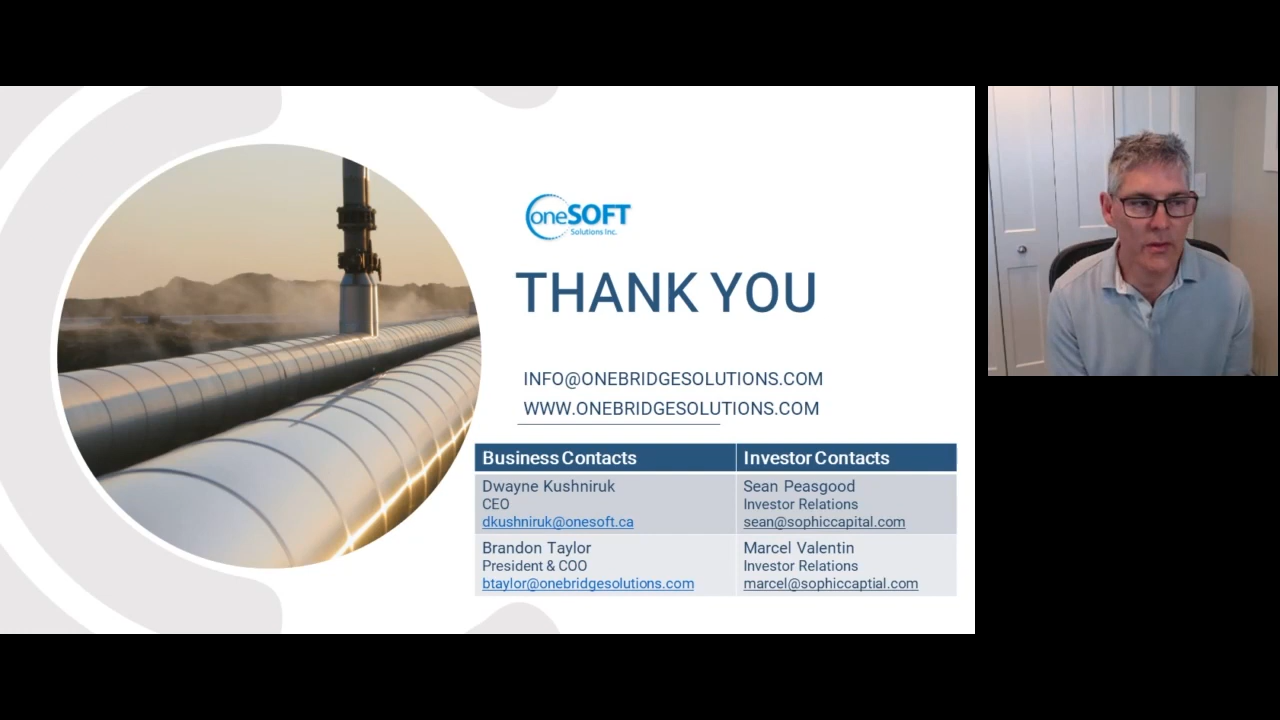 oneSOFT
Solutions Inc.
THANK YOU
INFO@ONEBRIDGESOLUTIONS.COM
WWW.ONEBRIDGESOLUTIONS.COM
Business Contacts
Investor Contacts
Dwayne Kushniruk
CEO
dkushniruk@onesoft.ca
Sean Peasgood
Investor Relations
sean@sophiccapital.com
Brandon Taylor
President & COO
btaylor@onebridgesolutions.com
Marcel Valentin
Investor Relations
marcel@sophiccaptial.com